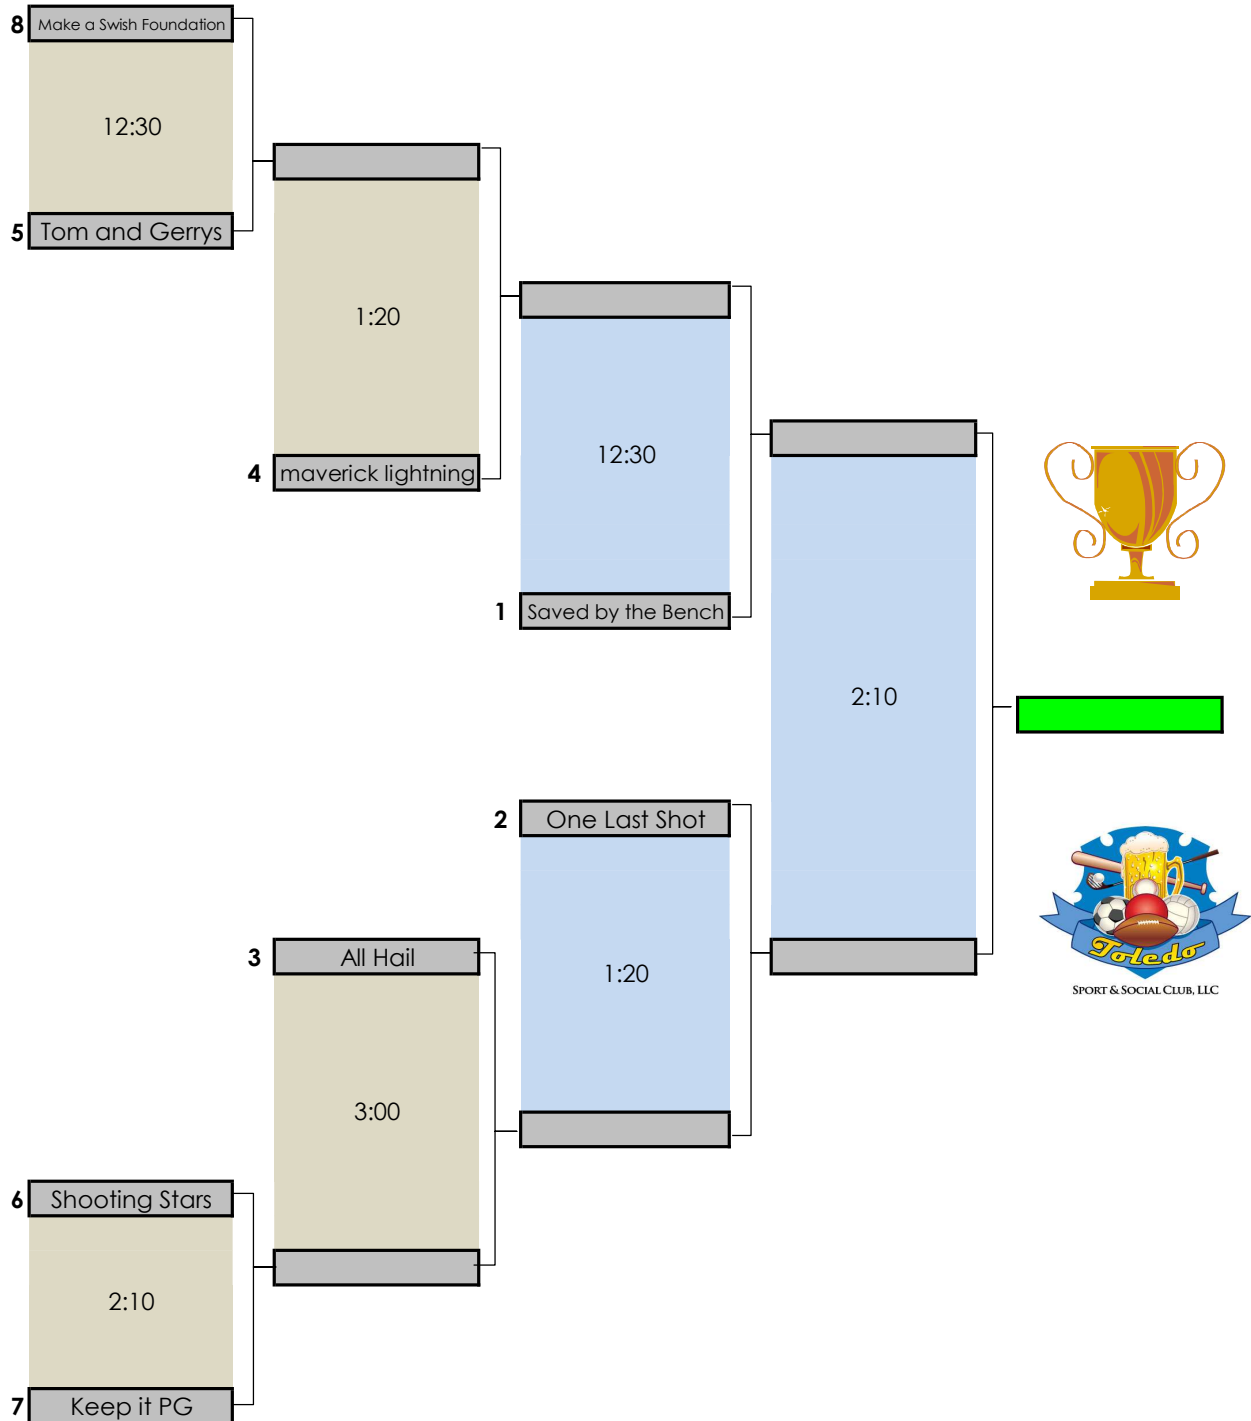 8 Make a Swish Foundation
12:30
5 Tom and Gerrys
1:20
4 maverick lightning
12:30
1 Saved by the Bench
2:10
2 One Last Shot
3 All Hail
1:20
Toledo
SPORT & SOCIAL CLUB, LLC
3:00
6 Shooting Stars
2:10
7 Keep it PG